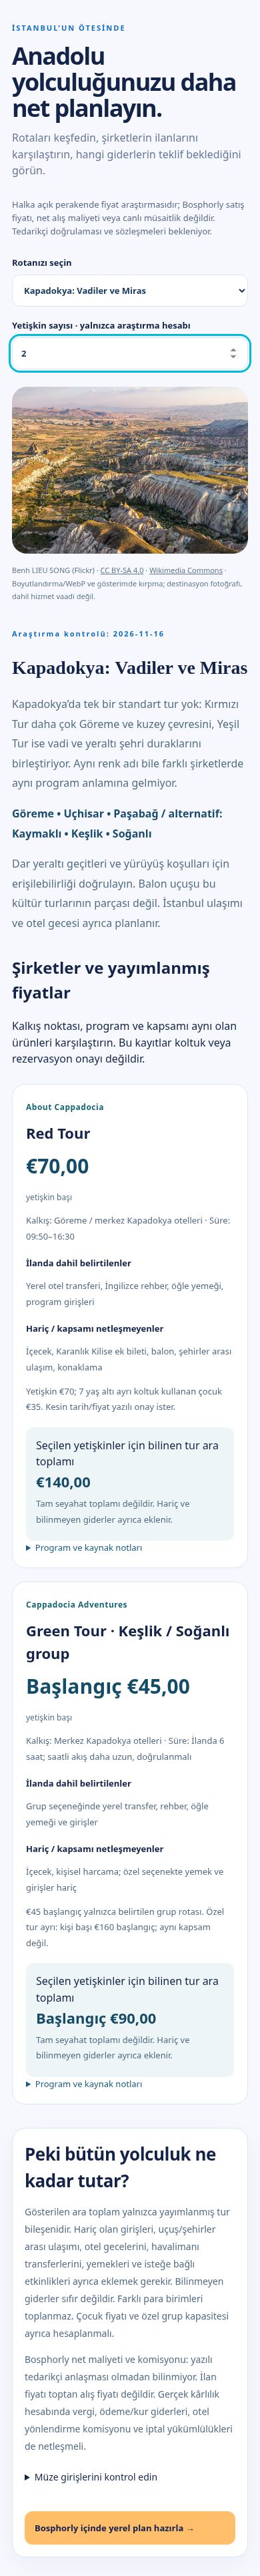 İSTANBUL'UN ÖTESİNDE
Anadolu
yolculuğunuzu daha
net planlayın.
Rotaları keşfedin, şirketlerin ilanlarını
karşılaştırın, hangi giderlerin teklif beklediğini
görün.
Halka açık perakende fiyat araştırmasıdır; Bosphorly satış
fiyatı, net alış maliyeti veya canlı müsaitlik değildir.
Tedarikçi doğrulaması ve sözleşmeleri bekleniyor.
Rotanızı seçin
Kapadokya: Vadiler ve Miras
Yetişkin sayısı · yalnızca araştırma hesabı
2
Benh LIEU SONG (Flickr) · CC BY-SA 4.0 · Wikimedia Commons ·
Boyutlandırma/WebP ve gösterimde kırpma; destinasyon fotoğrafı,
dahil hizmet vaadi değil.
Araştırma kontrolü: 2026-11-16
Kapadokya: Vadiler ve Miras
Kapadokya’da tek bir standart tur yok: Kırmızı
Tur daha çok Göreme ve kuzey çevresini, Yeşil
Tur ise vadi ve yeraltı şehri duraklarını
birleştiriyor. Aynı renk adı bile farklı şirketlerde
aynı program anlamına gelmiyor.
Göreme • Uçhisar • Paşabağ / alternatif:
Kaymaklı • Keşlik • Soğanlı
Dar yeraltı geçitleri ve yürüyüş koşulları için
erişilebilirliği doğrulayın. Balon uçuşu bu
kültür turlarının parçası değil. İstanbul ulaşımı
ve otel gecesi ayrıca planlanır.
Şirketler ve yayımlanmış
fiyatlar
Kalkış noktası, program ve kapsamı aynı olan
ürünleri karşılaştırın. Bu kayıtlar koltuk veya
rezervasyon onayı değildir.
About Cappadocia
Red Tour
€70,00
yetişkin başı
Kalkış: Göreme / merkez Kapadokya otelleri · Süre:
09:50–16:30
İlanda dahil belirtilenler
Yerel otel transferi, İngilizce rehber, öğle yemeği,
program girişleri
Hariç / kapsamı netleşmeyenler
İçecek, Karanlık Kilise ek bileti, balon, şehirler arası
ulaşım, konaklama
Yetişkin €70; 7 yaş altı ayrı koltuk kullanan çocuk
€35. Kesin tarih/fiyat yazılı onay ister.
Seçilen yetişkinler için bilinen tur ara
toplamı
€140,00
Tam seyahat toplamı değildir. Hariç ve
bilinmeyen giderler ayrıca eklenir.
▶ Program ve kaynak notları
Cappadocia Adventures
Green Tour · Keşlik / Soğanlı
group
Başlangıç €45,00
yetişkin başı
Kalkış: Merkez Kapadokya otelleri · Süre: İlanda 6
saat; saatli akış daha uzun, doğrulanmalı
İlanda dahil belirtilenler
Grup seçeneğinde yerel transfer, rehber, öğle
yemeği ve girişler
Hariç / kapsamı netleşmeyenler
İçecek, kişisel harcama; özel seçenekte yemek ve
girişler hariç
€45 başlangıç yalnızca belirtilen grup rotası. Özel
tur ayrı: kişi başı €160 başlangıç; aynı kapsam
değil.
Seçilen yetişkinler için bilinen tur ara
toplamı
Başlangıç €90,00
Tam seyahat toplamı değildir. Hariç ve
bilinmeyen giderler ayrıca eklenir.
▶ Program ve kaynak notları
Peki bütün yolculuk ne
kadar tutar?
Gösterilen ara toplam yalnızca yayımlanmış tur
bileşenidir. Hariç olan girişleri, uçuş/şehirler
arası ulaşımı, otel gecelerini, havalimanı
transferlerini, yemekleri ve isteğe bağlı
etkinlikleri ayrıca eklemek gerekir. Bilinmeyen
giderler sıfır değildir. Farklı para birimleri
toplanmaz. Çocuk fiyatı ve özel grup kapasitesi
ayrıca hesaplanmalı.
Bosphorly net maliyeti ve komisyonu: yazılı
tedarikçi anlaşması olmadan bilinmiyor. İlan
fiyatı toptan alış fiyatı değildir. Gerçek kârlılık
hesabında vergi, ödeme/kur giderleri, otel
yönlendirme komisyonu ve iptal yükümlülükleri
de netleşmeli.
▶ Müze girişlerini kontrol edin
Bosphorly içinde yerel plan hazırla →